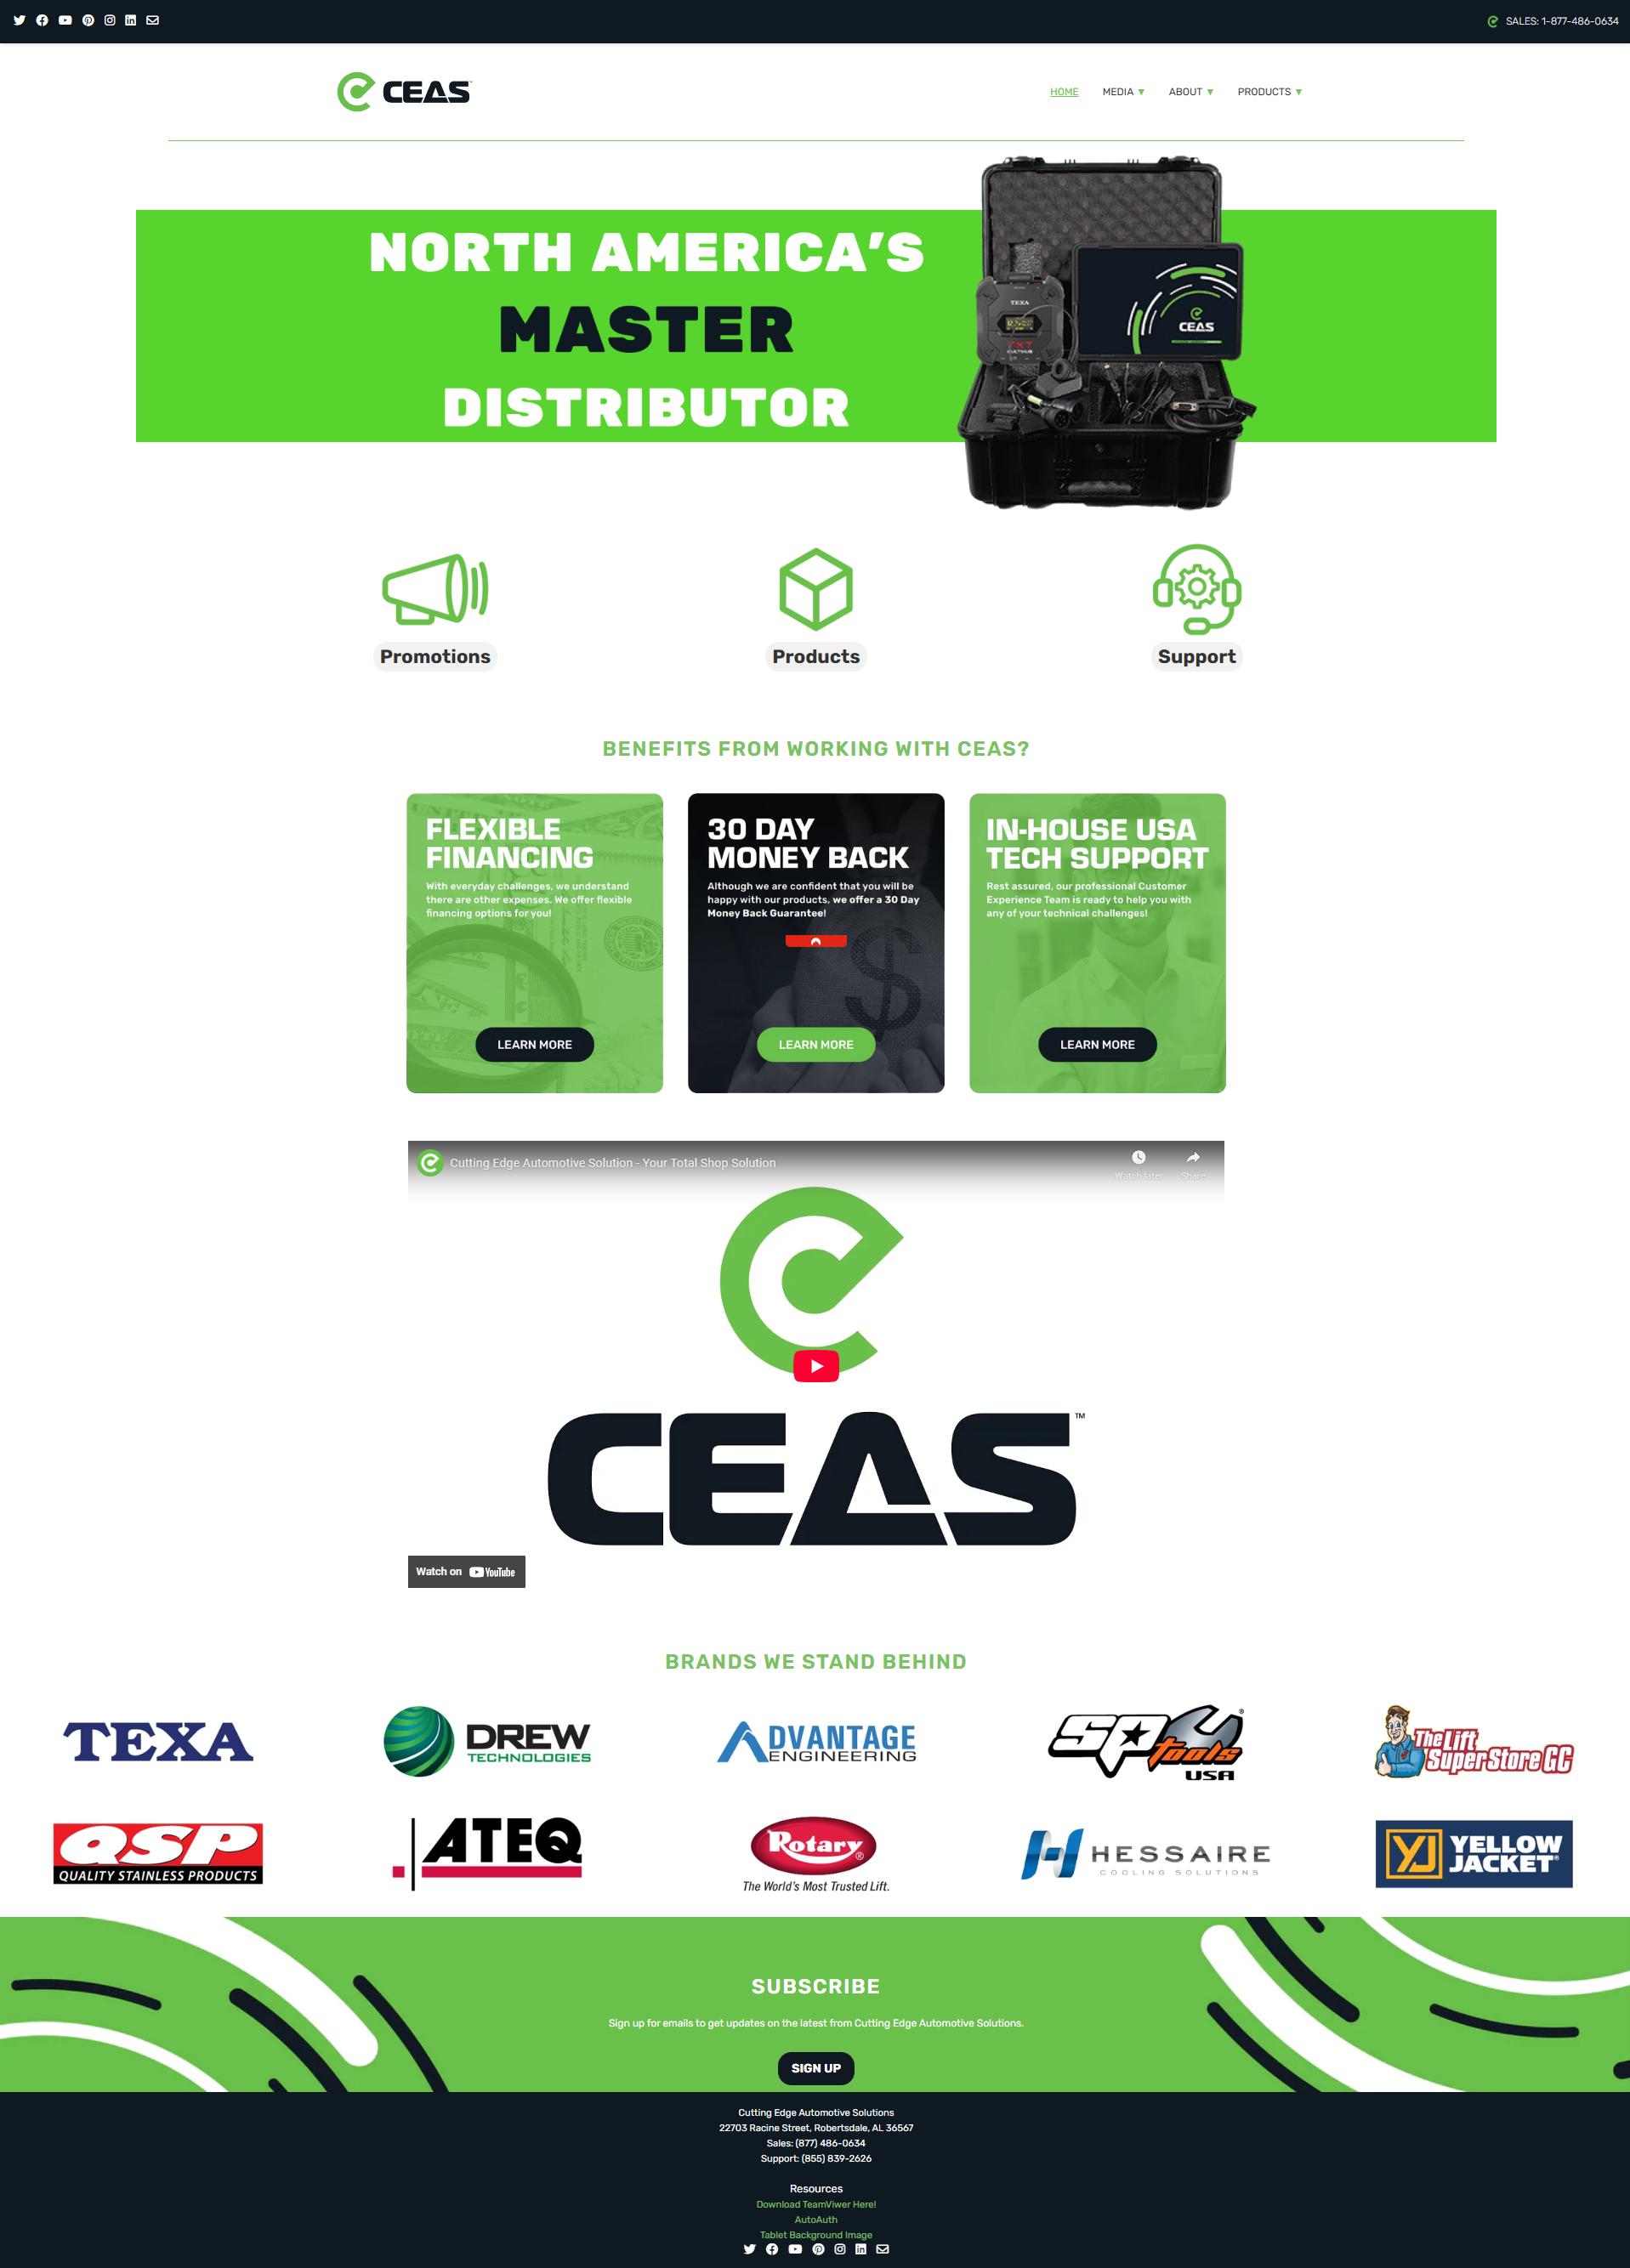 SALES: 1-877-486-0634
CEAS
HOME MEDIA ▼ ABOUT ▼ PRODUCTS ▼
NORTH AMERICA'S
MASTER
DISTRIBUTOR
TEXA
CEAS
Promotions
Products
Support
BENEFITS FROM WORKING WITH CEAS?
FLEXIBLE
FINANCING
With everyday challenges, we understand
there are other expenses. We offer flexible
financing options for you!
LEARN MORE
30 DAY
MONEY BACK
Although we are confident that you will be
happy with our products, we offer a 30 Day
Money Back Guarantee!
LEARN MORE
IN-HOUSE USA
TECH SUPPORT
Rest assured, our professional Customer
Experience Team is ready to help you with
any of your technical challenges!
LEARN MORE
Cutting Edge Automotive Solution - Your Total Shop Solution
Watch later
Share
CEAS™
Watch on YouTube
BRANDS WE STAND BEHIND
TEXA
DREW
TECHNOLOGIES
ADVANTAGE
ENGINEERING
SP tools®
USA
The Lift
SuperStore GC
QSP
QUALITY STAINLESS PRODUCTS
ATEQ
Rotary®
The World's Most Trusted Lift.
HESSAIRE
COOLING SOLUTIONS
YJ YELLOW
JACKET®
SUBSCRIBE
Sign up for emails to get updates on the latest from Cutting Edge Automotive Solutions.
SIGN UP
Cutting Edge Automotive Solutions
22703 Racine Street, Robertsdale, AL 36567
Sales: (877) 486-0634
Support: (855) 839-2626
Resources
Download TeamViwer Here!
AutoAuth
Tablet Background Image